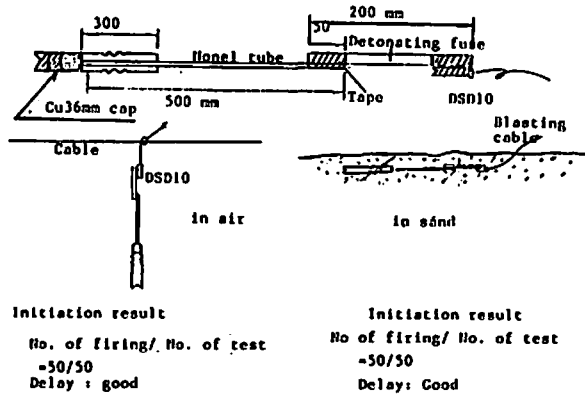 300
200 mm
50
Detonating fuse
Nonel tube
500 mm
Tape
DSD10
Cu36mm cap
Cable
DSD10
in air
Blasting
cable
in sand
Initiation result
No. of firing/ No. of test
=50/50
Delay : good
Initiation result
No of firing/ No. of test
=50/50
Delay: Good